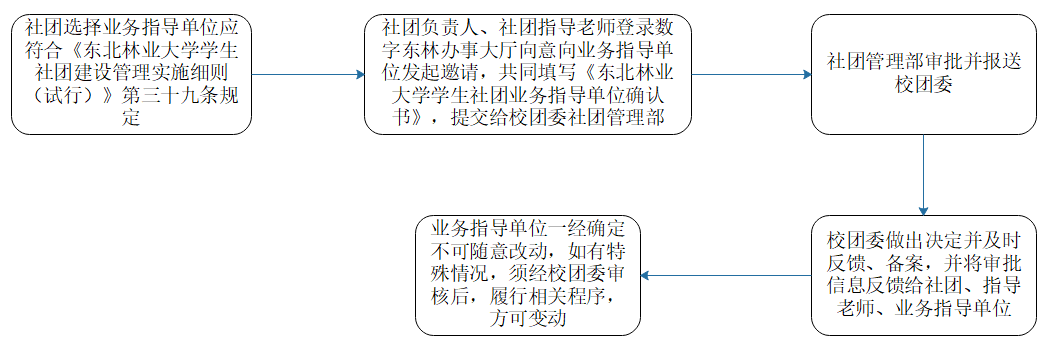 社团选择业务指导单位应
符合《东北林业大学学生
社团建设管理实施细则
（试行）》第三十九条规
定
社团负责人、社团指导老师登录数
字东林办事大厅向意向业务指导单
位发起邀请，共同填写《东北林业
大学学生社团业务指导单位确认
书》，提交给校团委社团管理部
社团管理部审批并报送
校团委
校团委做出决定并及时
反馈、备案，并将审批
信息反馈给社团、指导
老师、业务指导单位
业务指导单位一经确定
不可随意改动，如有特
殊情况，须经校团委审
核后，履行相关程序，
方可变动